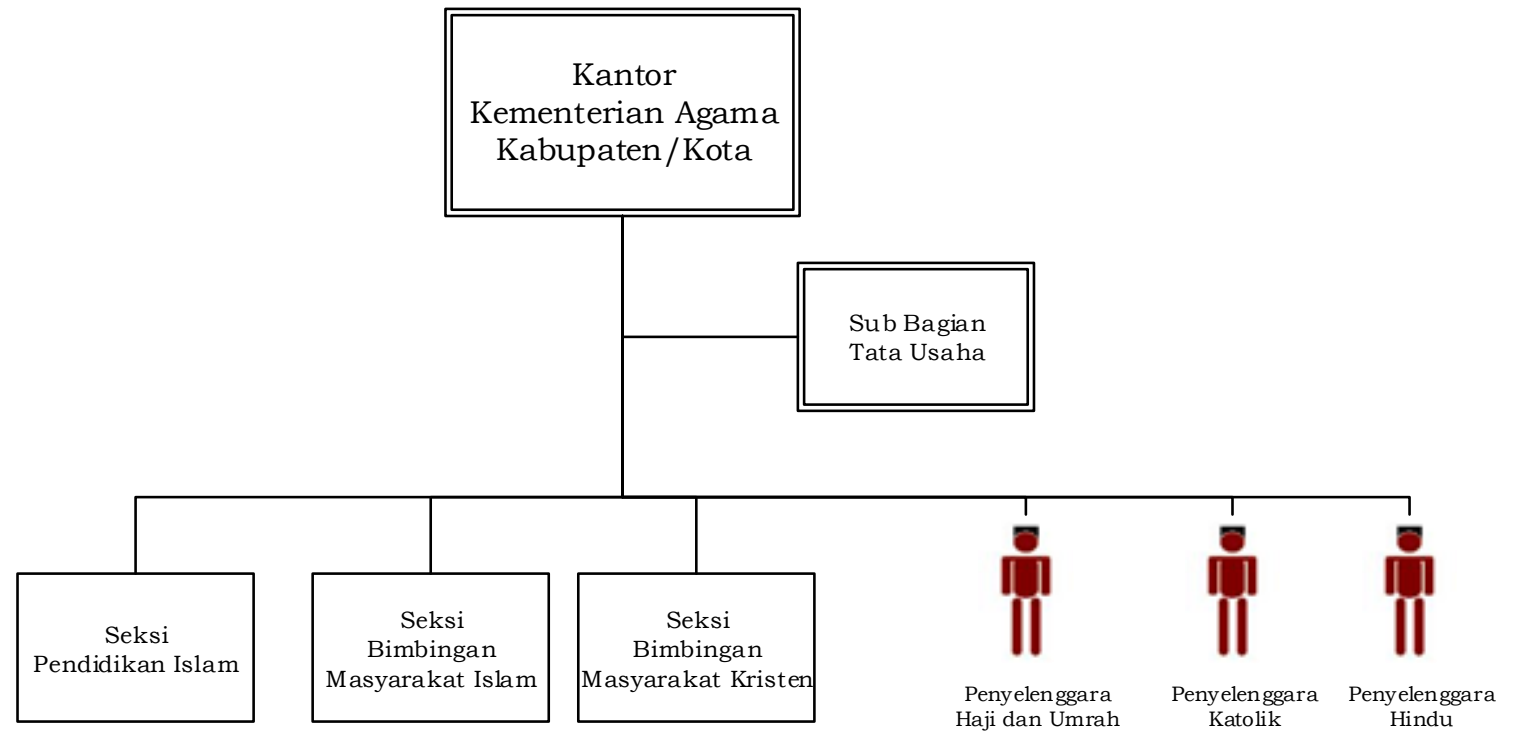 Kantor
Kementerian Agama
Kabupaten/Kota
Sub Bagian
Tata Usaha
Seksi
Pendidikan Islam
Seksi
Bimbingan
Masyarakat Islam
Seksi
Bimbingan
Masyarakat Kristen
Penyelenggara
Haji dan Umrah
Penyelenggara
Katolik
Penyelenggara
Hindu